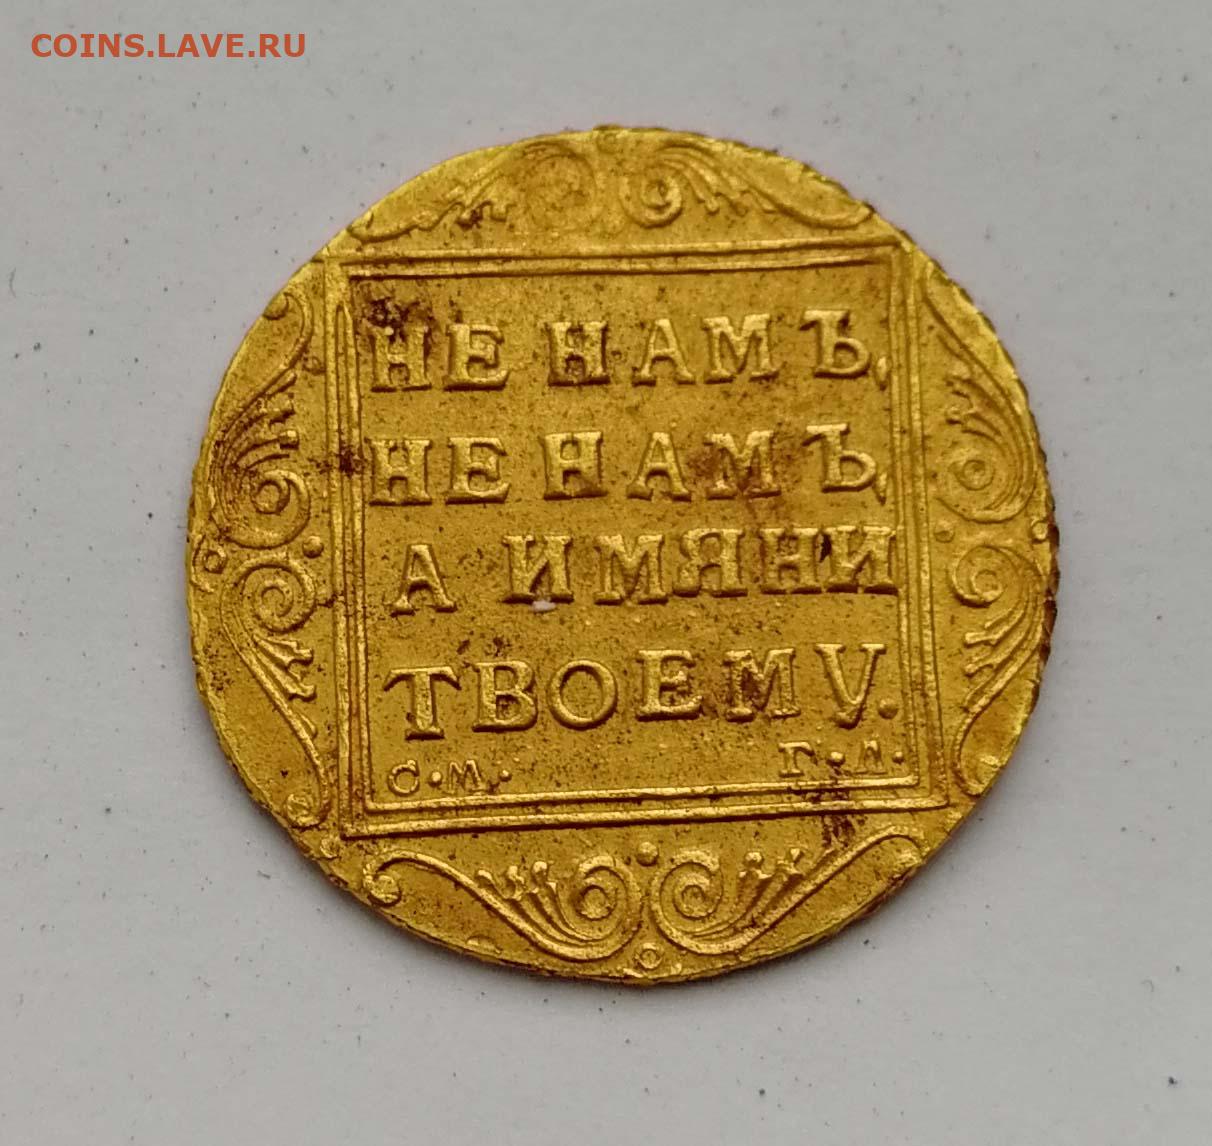 COINS.LAVE.RU
НЕ НАМЪ,
НЕ НАМЪ,
А ИМЯНИ
ТВОЕМУ.
С.М. Г.Л.